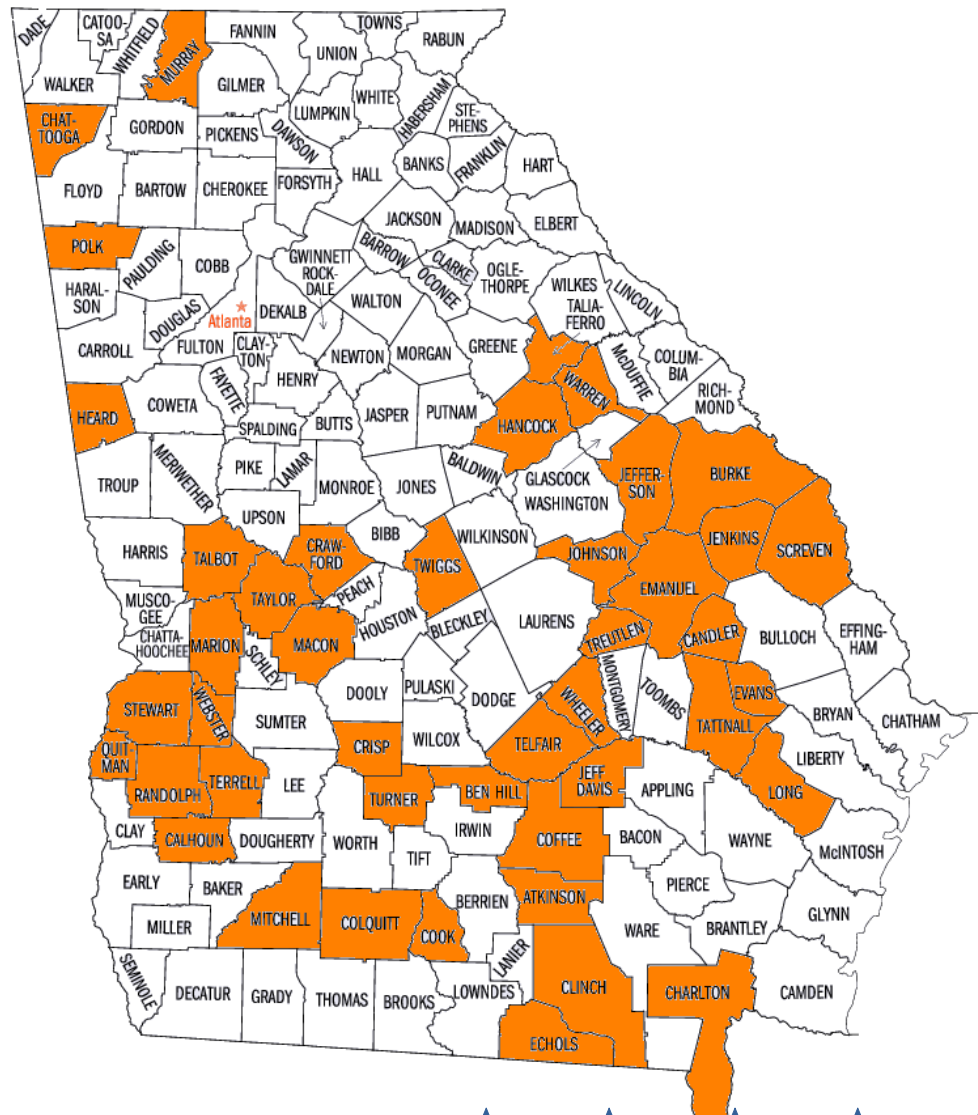 DADE
CATOO-
SA
WHITFIELD
MURRAY
FANNIN
TOWNS
UNION
RABUN
WALKER
GILMER
LUMPKIN
WHITE
HABERSHAM
STE-
PHENS
CHAT-
TOOGA
GORDON
PICKENS
DAWSON
BANKS
FRANKLIN
HART
FLOYD
BARTOW
CHEROKEE
FORSYTH
HALL
JACKSON
MADISON
ELBERT
POLK
PAULDING
COBB
GWINNETT
BARROW
CLARKE
OCONEE
OGLE-
THORPE
WILKES
LINCOLN
HARAL-
SON
DOUGLAS
Atlanta
DEKALB
ROCK-
DALE
WALTON
TALIA-
FERRO
CARROLL
FULTON
CLAY-
TON
NEWTON
MORGAN
GREENE
McDUFFIE
COLUM-
BIA
HEARD
COWETA
FAYETTE
HENRY
WARREN
RICH-
MOND
SPALDING
BUTTS
JASPER
PUTNAM
HANCOCK
TROUP
MERIWETHER
PIKE
LAMAR
MONROE
JONES
BALDWIN
GLASCOCK
WASHINGTON
JEFFER-
SON
BURKE
UPSON
BIBB
WILKINSON
HARRIS
TALBOT
CRAW-
FORD
TWIGGS
JOHNSON
JENKINS
SCREVEN
MUSCO-
GEE
TAYLOR
PEACH
HOUSTON
BLECKLEY
LAURENS
EMANUEL
CHATTA-
HOOCHEE
MARION
SCHLEY
MACON
TREUTLEN
CANDLER
BULLOCH
EFFING-
HAM
STEWART
WEBSTER
SUMTER
DOOLY
PULASKI
DODGE
WHEELER
MONTGOMERY
TOOMBS
EVANS
TATTNALL
BRYAN
CHATHAM
QUIT-
MAN
CRISP
WILCOX
TELFAIR
LIBERTY
RANDOLPH
TERRELL
LEE
TURNER
BEN HILL
JEFF
DAVIS
APPLING
LONG
CLAY
CALHOUN
DOUGHERTY
WORTH
IRWIN
COFFEE
BACON
WAYNE
McINTOSH
TIFT
EARLY
BAKER
PIERCE
MILLER
MITCHELL
COLQUITT
COOK
BERRIEN
ATKINSON
WARE
BRANTLEY
GLYNN
SEMINOLE
DECATUR
GRADY
THOMAS
BROOKS
LOWNDES
LANIER
CLINCH
CHARLTON
CAMDEN
ECHOLS